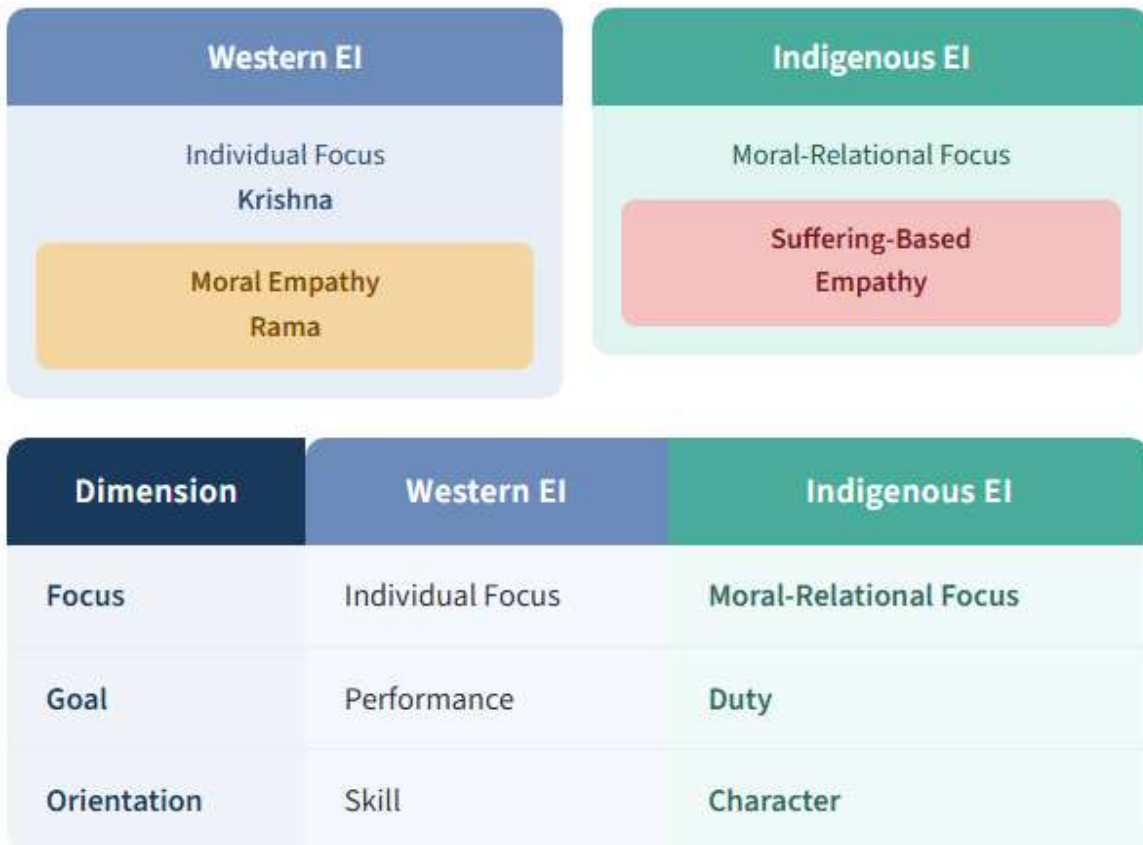 Western EI
Individual Focus
Krishna
Moral Empathy
Rama
Indigenous EI
Moral-Relational Focus
Suffering-Based
Empathy
Dimension Western EI Indigenous EI
Focus Individual Focus Moral-Relational Focus
Goal Performance Duty
Orientation Skill Character